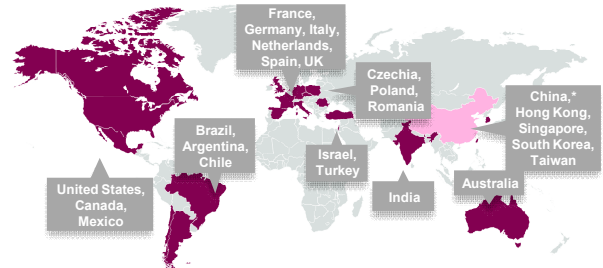 France,
Germany, Italy,
Netherlands,
Spain, UK
Czechia,
Poland,
Romania
China,*
Hong Kong,
Singapore,
South Korea,
Taiwan
Brazil,
Argentina,
Chile
Israel,
Turkey
United States,
Canada,
Mexico
India
Australia